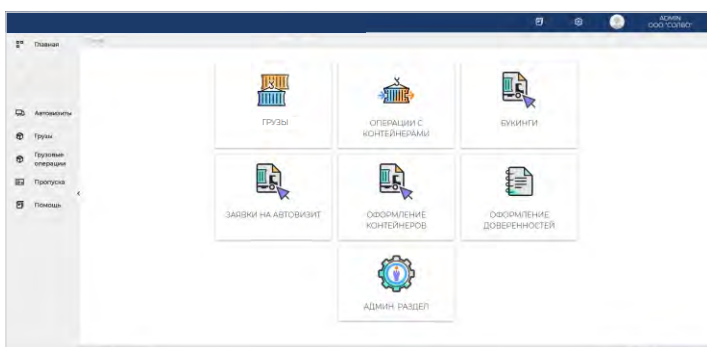 ADMIN
ООО "СОЛВО"
Главная
Автовизиты
Грузы
Грузовые
операции
Пропуска
Помощь
ГРУЗЫ
ОПЕРАЦИИ С
КОНТЕЙНЕРАМИ
БУКИНГИ
ЗАЯВКИ НА АВТОВИЗИТ
ОФОРМЛЕНИЕ
КОНТЕЙНЕРОВ
ОФОРМЛЕНИЕ
ДОВЕРЕННОСТЕЙ
АДМИН. РАЗДЕЛ